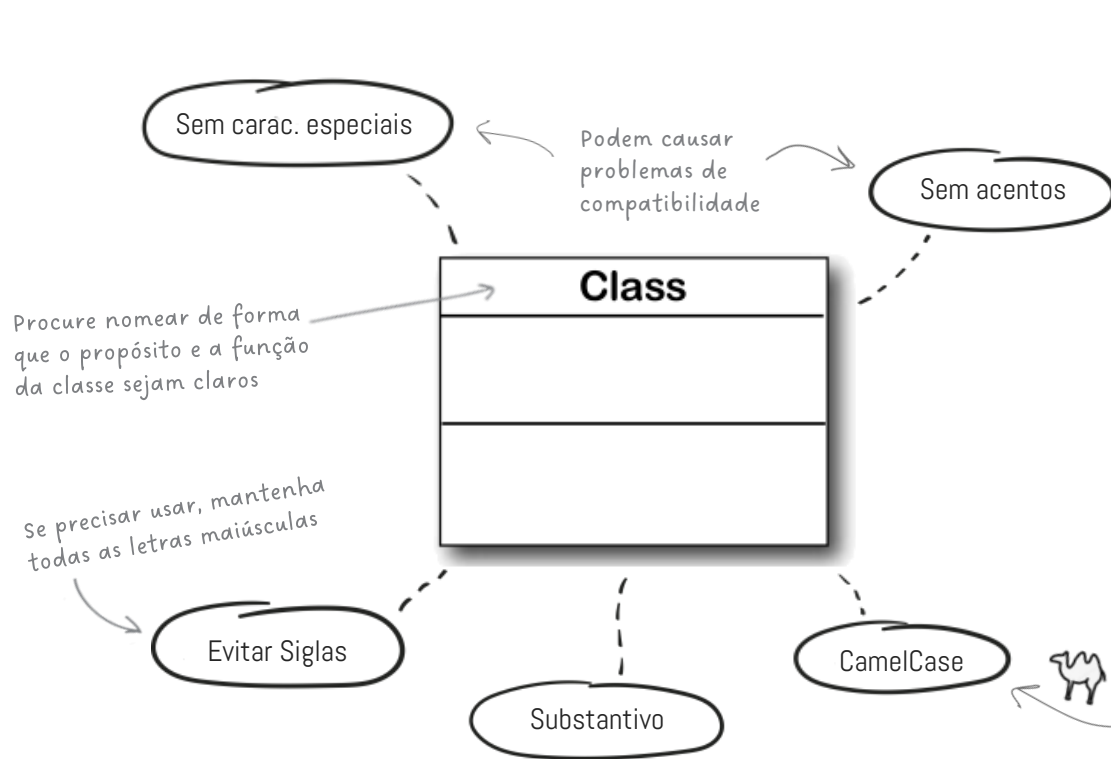 Sem carac. especiais
Podem causar
problemas de
compatibilidade
Sem acentos
Class
Procure nomear de forma
que o propósito e a função
da classe sejam claros
Se precisar usar, mantenha
todas as letras maiúsculas
Evitar Siglas
Substantivo
CamelCase